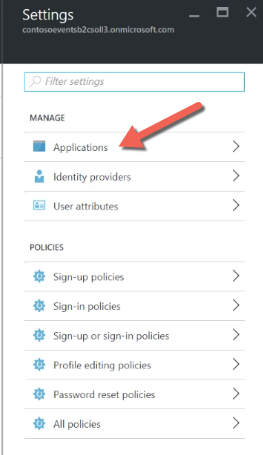 Settings
contosoeventsb2csoll3.onmicrosoft.com
Filter settings
MANAGE
Applications
Identity providers
User attributes
POLICIES
Sign-up policies
Sign-in policies
Sign-up or sign-in policies
Profile editing policies
Password reset policies
All policies